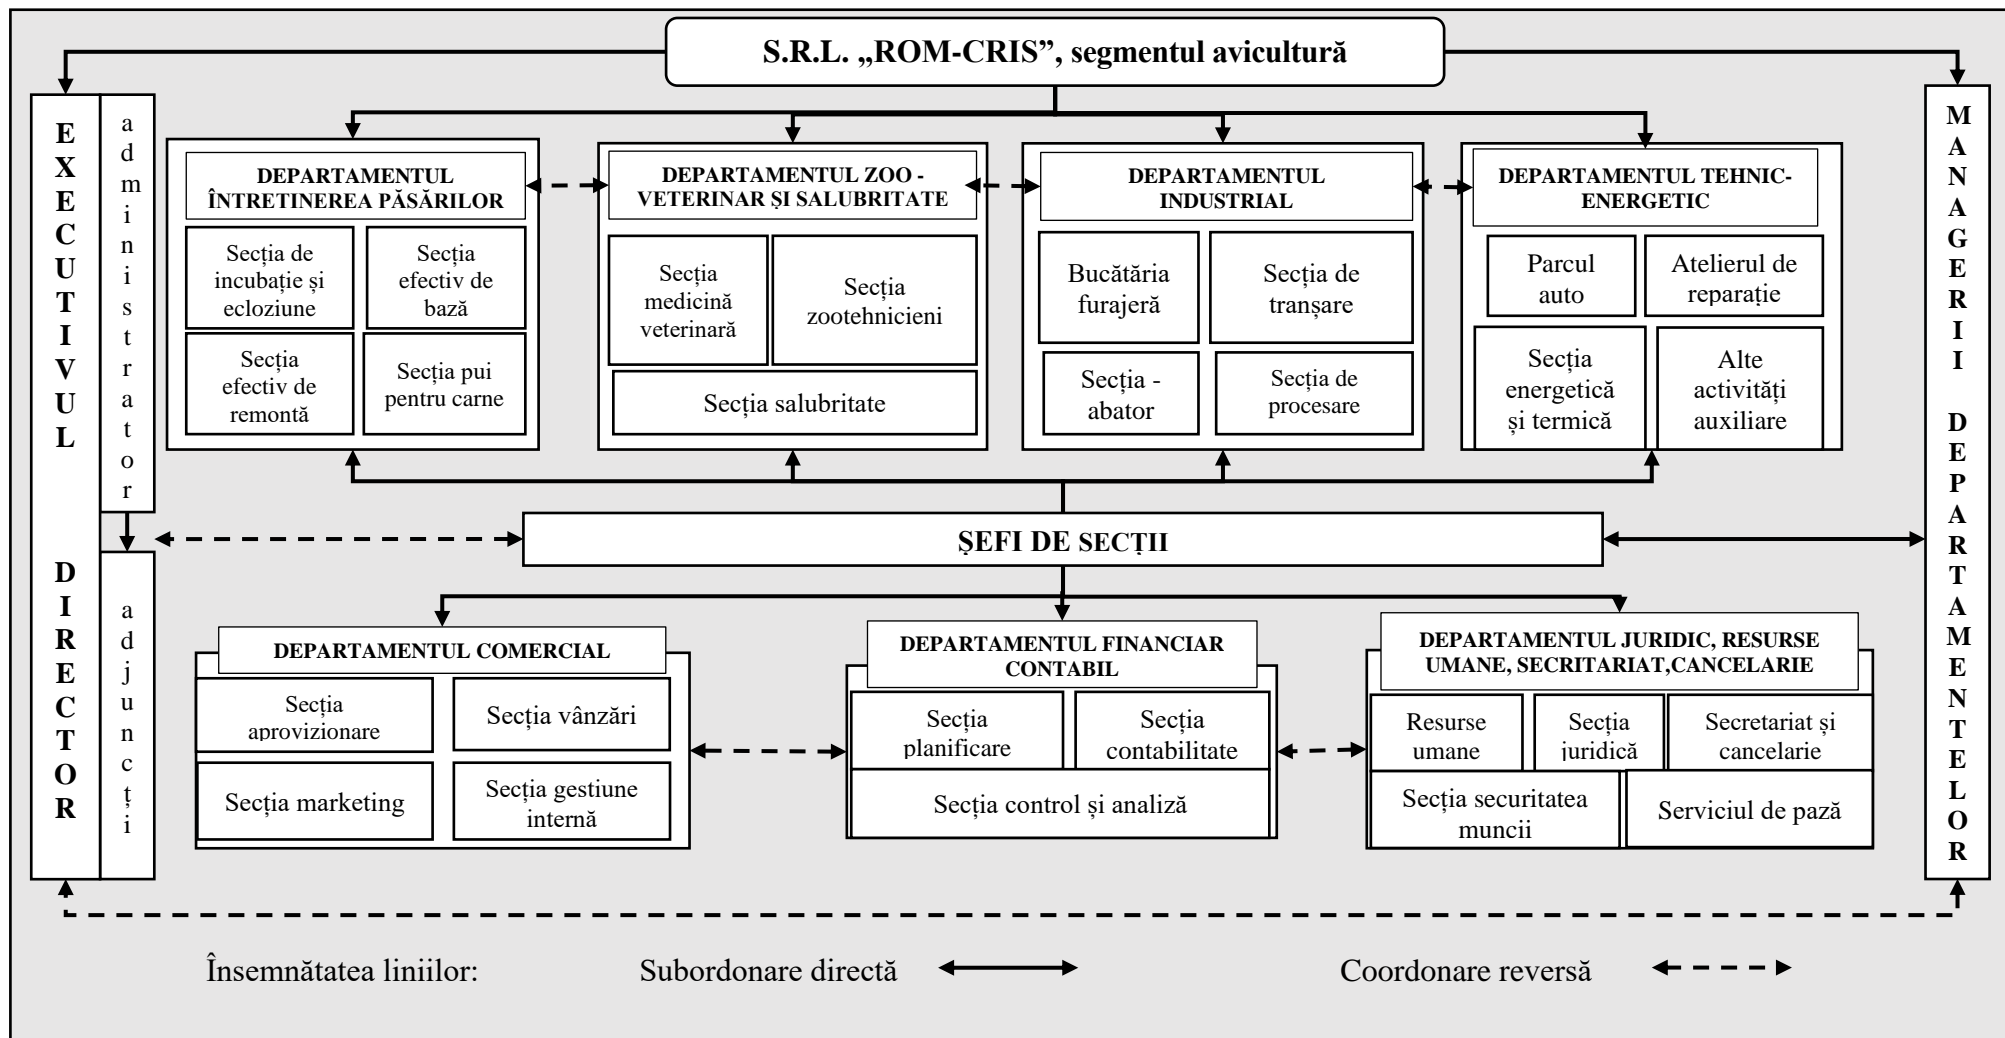 S.R.L. „ROM-CRIS”, segmentul avicultură
EXECUTIVUL DIRECTOR
administrator
adjuncți
MANAGERII DEPARTAMENTELOR
DEPARTAMENTUL
ÎNTREȚINEREA PĂSĂRILOR
Secția de
incubație și
ecloziune
Secția
efectiv de
bază
Secția
efectiv de
remontă
Secția pui
pentru carne
DEPARTAMENTUL ZOO -
VETERINAR ȘI SALUBRITATE
Secția
medicină
veterinară
Secția
zootehnicieni
Secția salubritate
DEPARTAMENTUL
INDUSTRIAL
Bucătăria
furajeră
Secția de
tranșare
Secția -
abator
Secția de
procesare
DEPARTAMENTUL TEHNIC-
ENERGETIC
Parcul
auto
Atelierul de
reparație
Secția
energetică
și termică
Alte
activități
auxiliare
ȘEFI DE SECȚII
DEPARTAMENTUL COMERCIAL
Secția
aprovizionare
Secția vânzări
Secția marketing
Secția gestiune
internă
DEPARTAMENTUL FINANCIAR
CONTABIL
Secția
planificare
Secția
contabilitate
Secția control și analiză
DEPARTAMENTUL JURIDIC, RESURSE
UMANE, SECRITARIAT,CANCELARIE
Resurse
umane
Secția
juridică
Secretariat și
cancelarie
Secția securitatea
muncii
Serviciul de pază
Însemnătatea liniilor:
Subordonare directă
Coordonare reversă